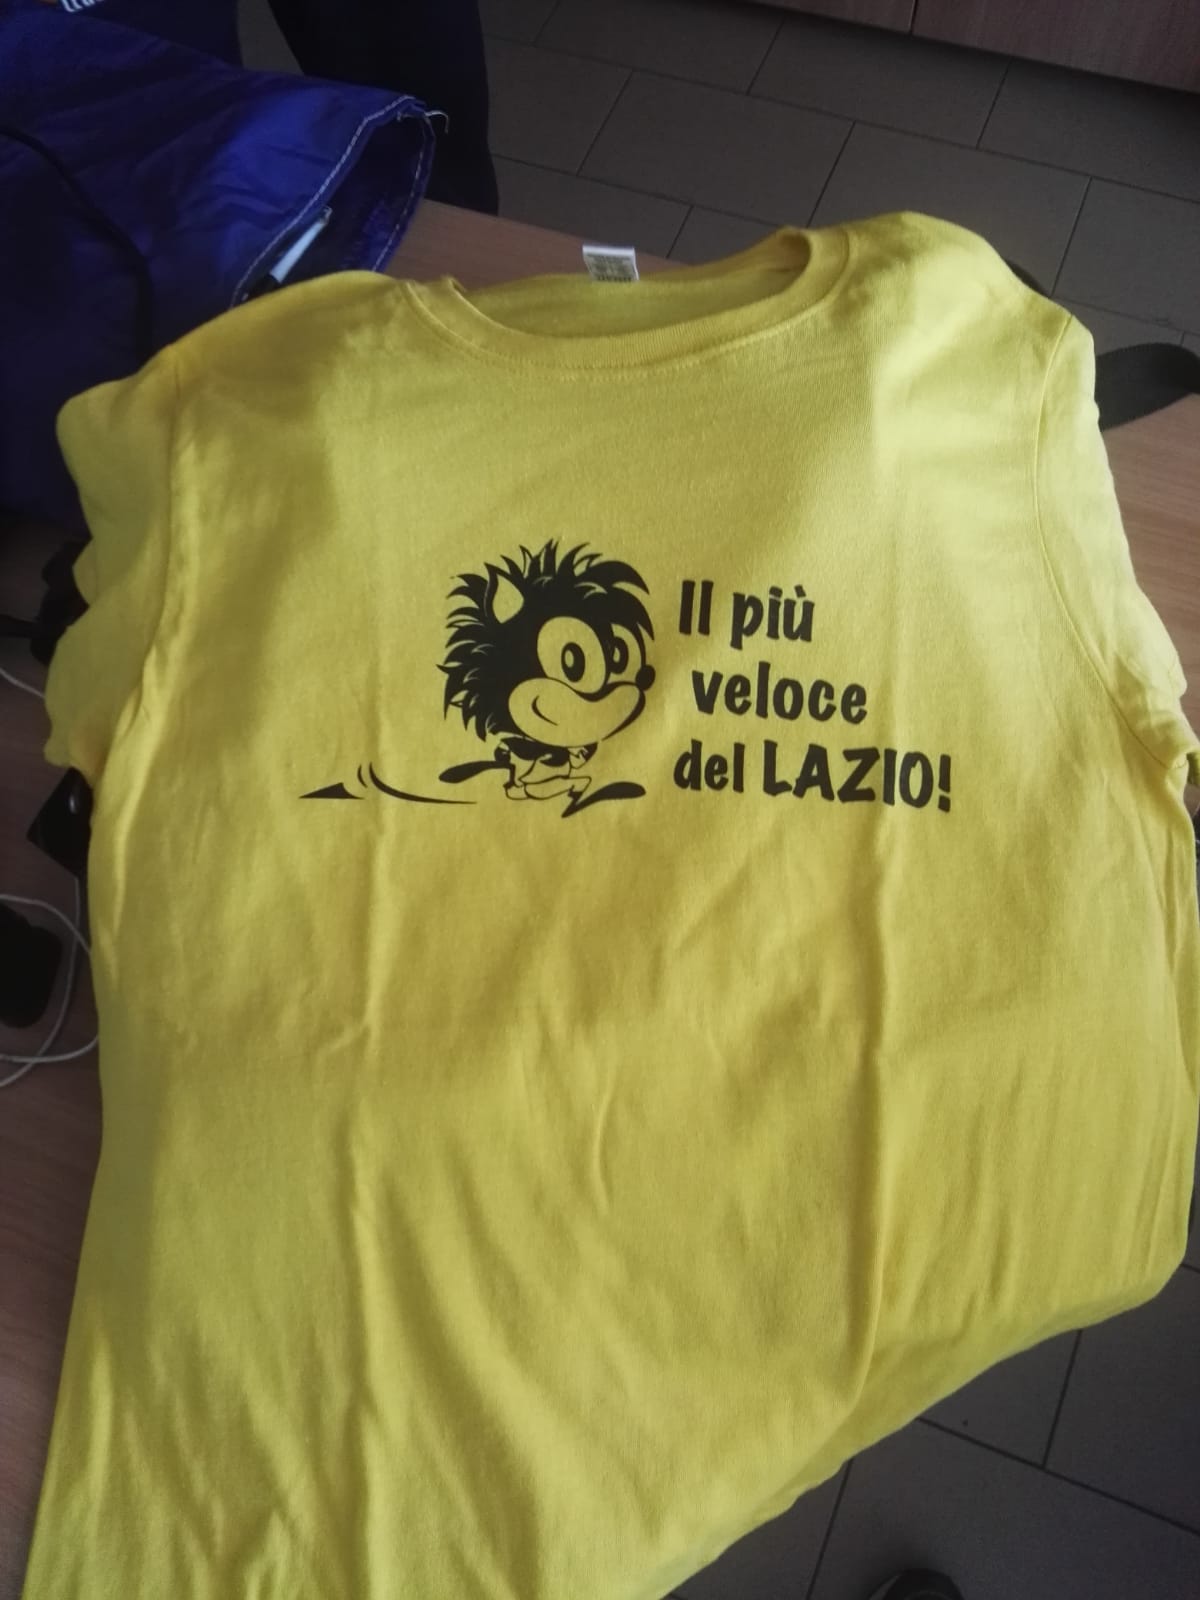 Il più
veloce
del LAZIO!